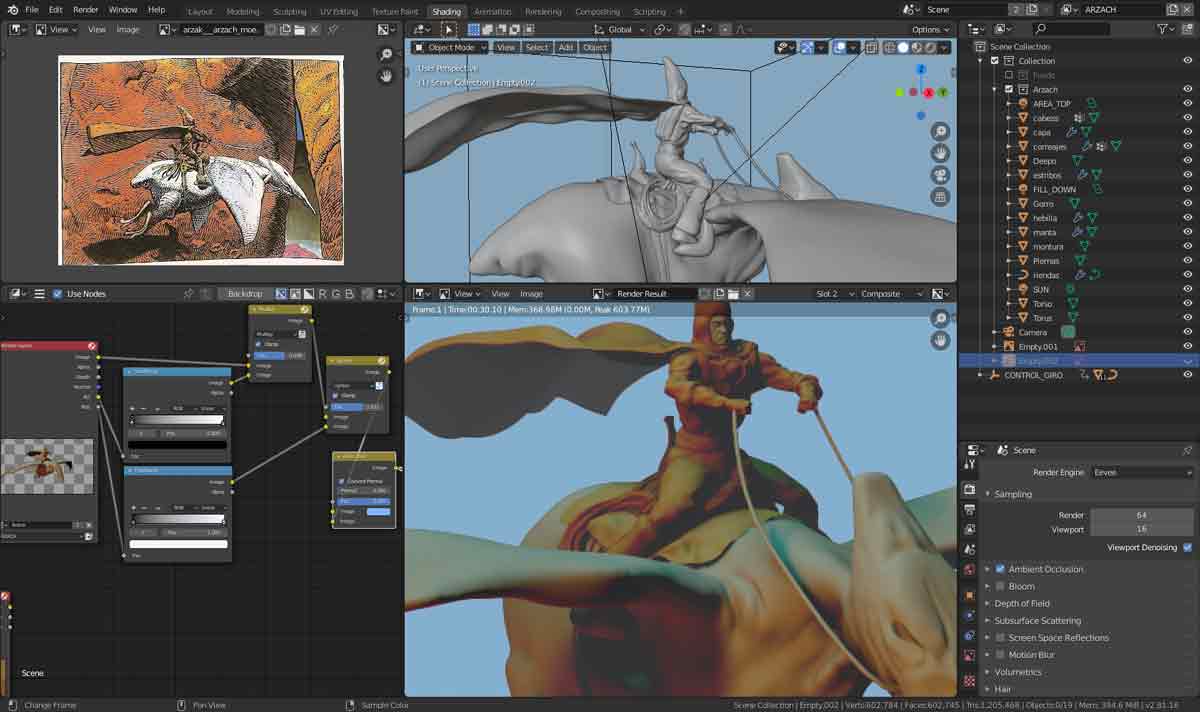 File Edit Render Window Help
Layout Modeling Sculpting UV Editing Texture Paint Shading Animation Rendering Compositing Scripting +
Scene 2 ARZACH
View View Image arzak__arzach_moe...
Global Options
Object Mode View Select Add Object
User Perspective
(1) Scene Collection | Empty.002
Z
X Y
Scene Collection
Collection
Arzach
AREA_TOP
cabeza
capa
correajes
Deepo
estribos
FILL_DOWN
Gorro
hebilla
manta
montura
Piernas
riendas
SUN
Torso
Torus
Camera
Empty.001
Empty.002
CONTROL_GIRO
Use Nodes Backdrop R G B
Image
Alpha
Image
Alpha
RGB
Image
Multiply
Clamp
Image
Image
Image
Clamp
Image
Image
Image
Convert Premul
Image
Image
Image
Alpha
RGB
Scene
View View Image Render Result Slot 2 Composite
Frame:1 | Time:00:30.10 | Mem:368.98M (0.00M, Peak 603.77M)
Scene
Render Engine Eevee
Sampling
Render 64
Viewport 16
Viewport Denoising
Ambient Occlusion
Bloom
Depth of Field
Subsurface Scattering
Screen Space Reflections
Motion Blur
Volumetrics
Hair
Change Frame Pan View Sample Color
Scene Collection | Empty.002 | Verts:602,784 | Faces:602,745 | Tris:1,205,468 | Objects:0/19 | Mem: 384.6 MiB | v2.81.16